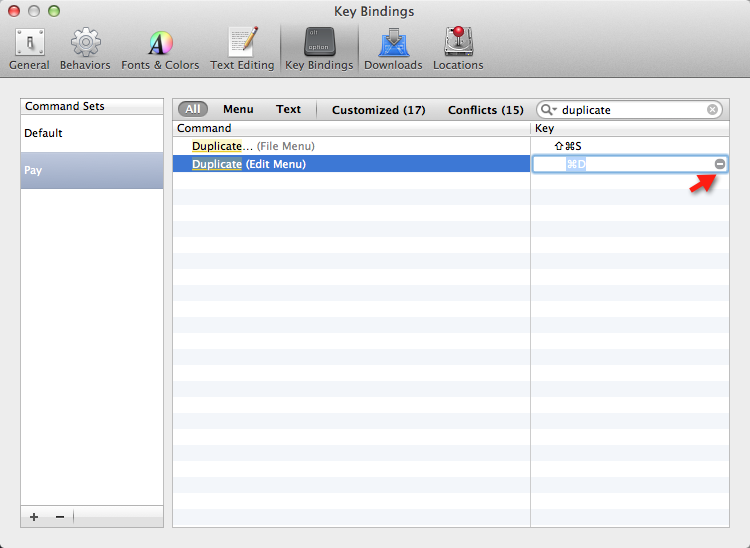 Key Bindings
General Behaviors Fonts & Colors Text Editing Key Bindings Downloads Locations
Command Sets
Default
Pay
All Menu Text Customized (17) Conflicts (15) duplicate
Command Key
Duplicate... (File Menu) ⇧⌘S
Duplicate (Edit Menu) ⌘D